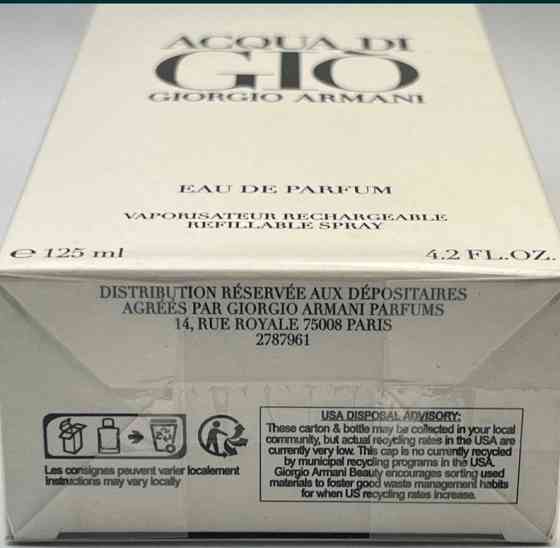 ACQUA DI
GIO
GIORGIO ARMANI
EAU DE PARFUM
VAPORISATEUR RECHARGEABLE
REFILLABLE SPRAY
e 125 ml 4.2 FL.OZ.
DISTRIBUTION RÉSERVÉE AUX DÉPOSITAIRES
AGRÉÉS PAR GIORGIO ARMANI PARFUMS
14, RUE ROYALE 75008 PARIS
2787961
Les consignes peuvent varier localement
instructions may vary locally
USA DISPOSAL ADVISORY:
These carton & bottle may be collected in your local
community, but actual recycling rates in the USA are
currently very low. This cap is no currently recycled
by municipal recycling programs in the USA.
Giorgio Armani Beauty encourages sorting used
materials to foster good waste management habits
for when US recycling rates increase.